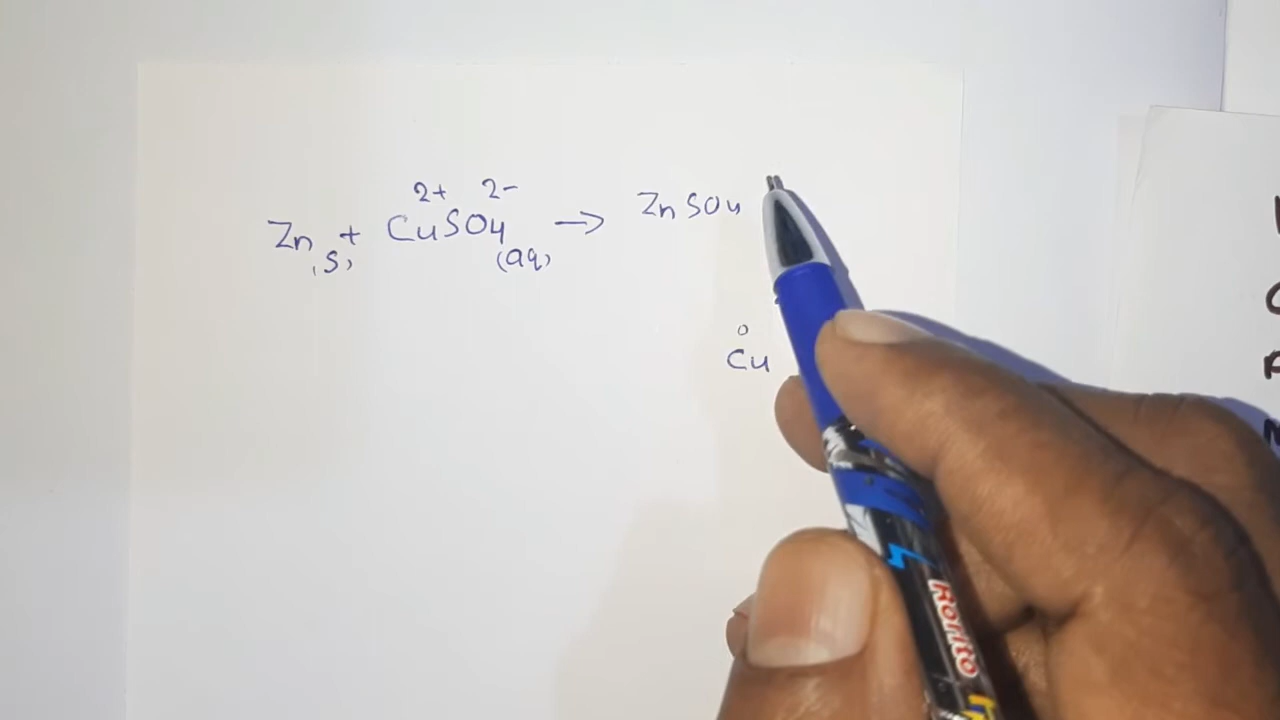 2+ 2-
Zn(s) + CuSO4(aq) → ZnSO4
0
Cu
Rorito